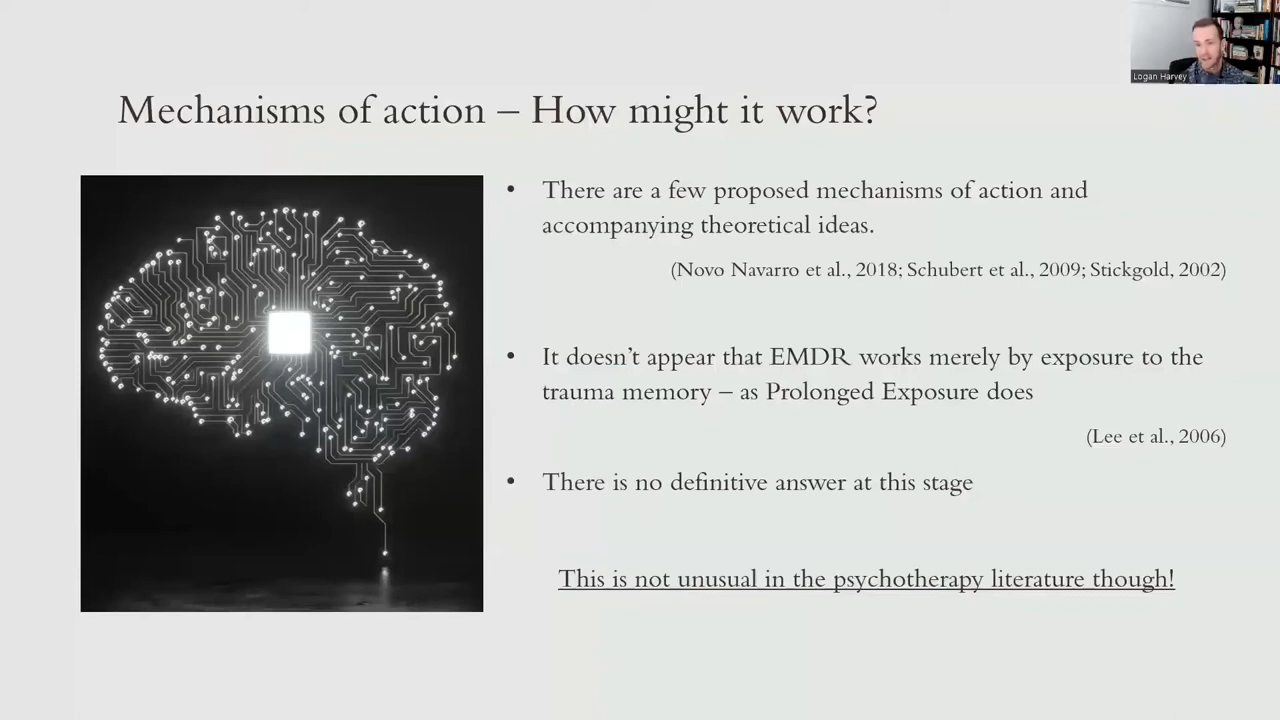 Logan Harvey
Mechanisms of action – How might it work?
• There are a few proposed mechanisms of action and
accompanying theoretical ideas.
(Novo Navarro et al., 2018; Schubert et al., 2009; Stickgold, 2002)
• It doesn’t appear that EMDR works merely by exposure to the
trauma memory – as Prolonged Exposure does
(Lee et al., 2006)
• There is no definitive answer at this stage
This is not unusual in the psychotherapy literature though!